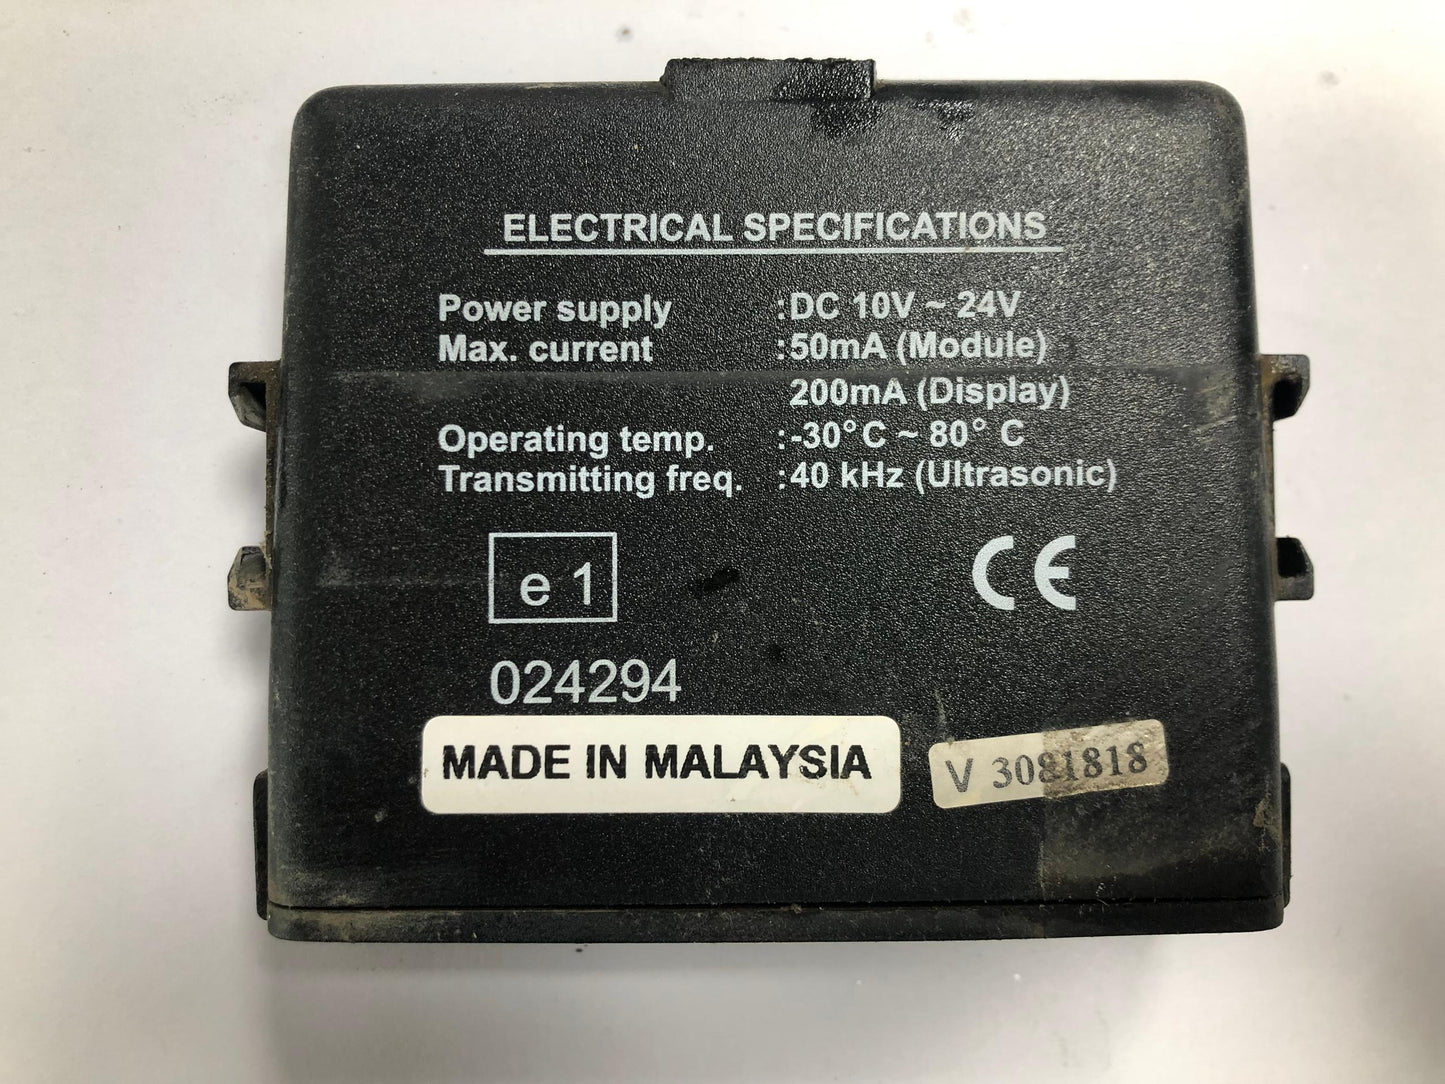 ELECTRICAL SPECIFICATIONS
Power supply :DC 10V ~ 24V
Max. current :50mA (Module)
200mA (Display)
Operating temp. :-30°C ~ 80° C
Transmitting freq. :40 kHz (Ultrasonic)
e 1 CE
024294
MADE IN MALAYSIA V 3081818